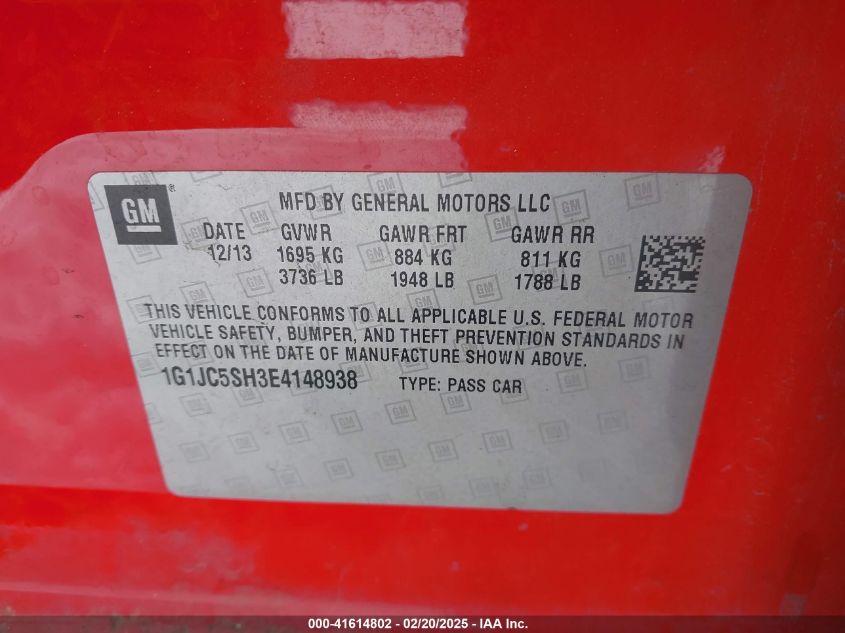 GM ®
MFD BY GENERAL MOTORS LLC
DATE GVWR GAWR FRT GAWR RR
12/13 1695 KG 884 KG 811 KG
3736 LB 1948 LB 1788 LB
THIS VEHICLE CONFORMS TO ALL APPLICABLE U.S. FEDERAL MOTOR
VEHICLE SAFETY, BUMPER, AND THEFT PREVENTION STANDARDS IN
EFFECT ON THE DATE OF MANUFACTURE SHOWN ABOVE.
1G1JC5SH3E4148938 TYPE: PASS CAR
000-41614802 - 02/20/2025 - IAA Inc.